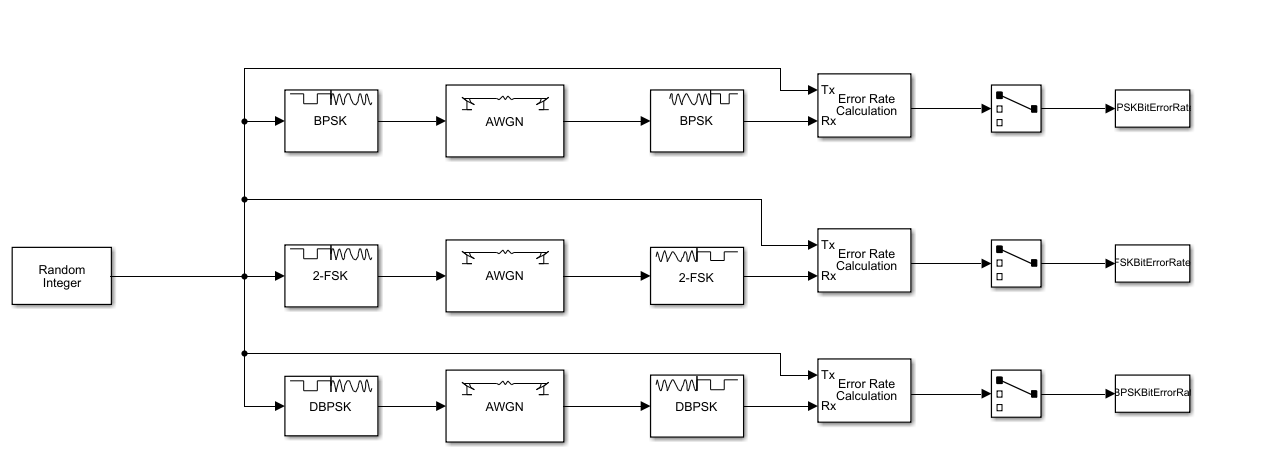 Tx
Error Rate
Calculation
Rx
BPSK
AWGN
BPSK
PSKBitErrorRat
Random
Integer
Tx
Error Rate
Calculation
Rx
2-FSK
AWGN
2-FSK
FSKBitErrorRate
Tx
Error Rate
Calculation
Rx
DBPSK
AWGN
DBPSK
BPSKBitErrorRat